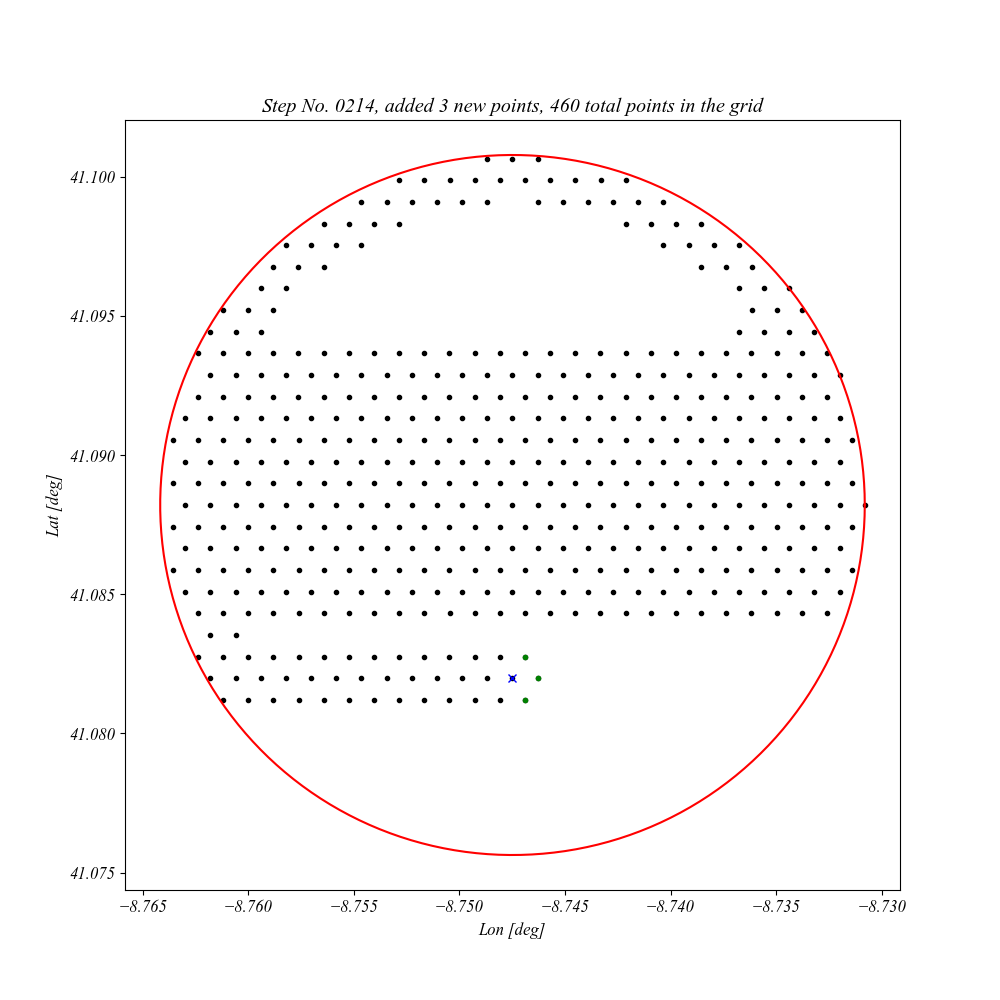 Step No. 0214, added 3 new points, 460 total points in the grid
41.100
41.095
41.090
41.085
41.080
41.075
Lat [deg]
−8.765 −8.760 −8.755 −8.750 −8.745 −8.740 −8.735 −8.730
Lon [deg]